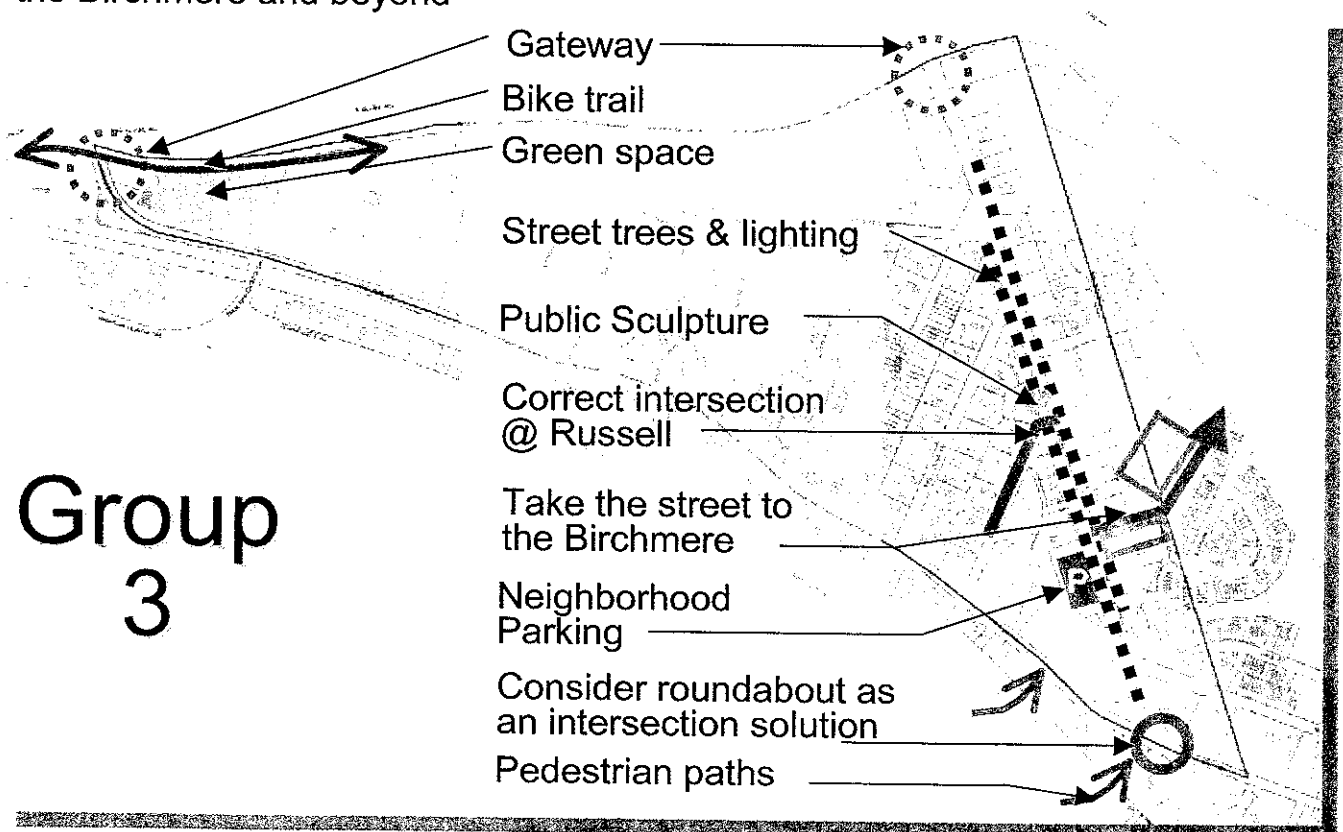 the Birchmere and beyond
Gateway
Bike trail
Green space
Street trees & lighting
Public Sculpture
Correct intersection
@ Russell
Take the street to
the Birchmere
Neighborhood
Parking
Consider roundabout as
an intersection solution
Pedestrian paths
Group
3
P